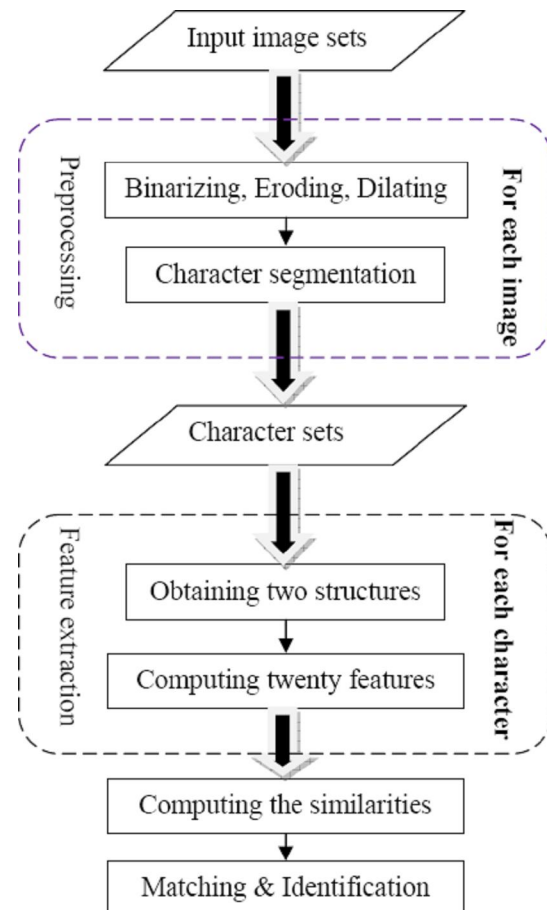 Input image sets
Preprocessing
For each image
Binarizing, Eroding, Dilating
Character segmentation
Character sets
Feature extraction
For each character
Obtaining two structures
Computing twenty features
Computing the similarities
Matching & Identification